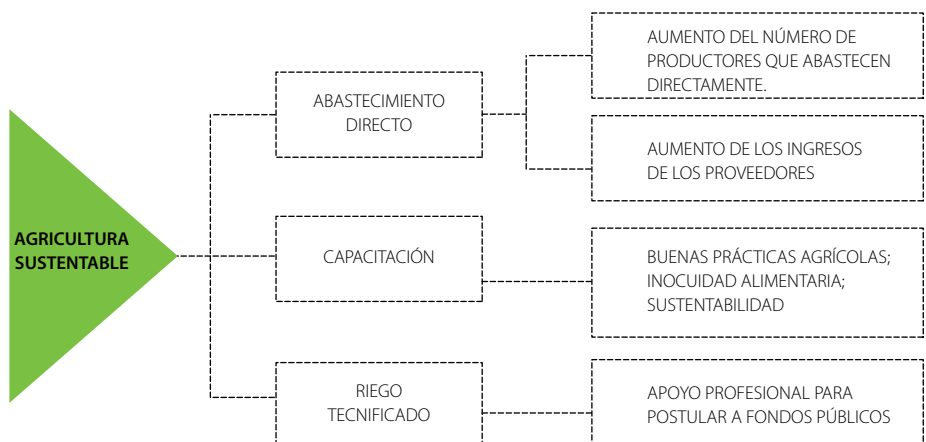 AGRICULTURA
SUSTENTABLE
ABASTECIMIENTO
DIRECTO
AUMENTO DEL NÚMERO DE
PRODUCTORES QUE ABASTECEN
DIRECTAMENTE.
AUMENTO DE LOS INGRESOS
DE LOS PROVEEDORES
CAPACITACIÓN
BUENAS PRÁCTICAS AGRÍCOLAS;
INOCUIDAD ALIMENTARIA;
SUSTENTABILIDAD
RIEGO
TECNIFICADO
APOYO PROFESIONAL PARA
POSTULAR A FONDOS PÚBLICOS